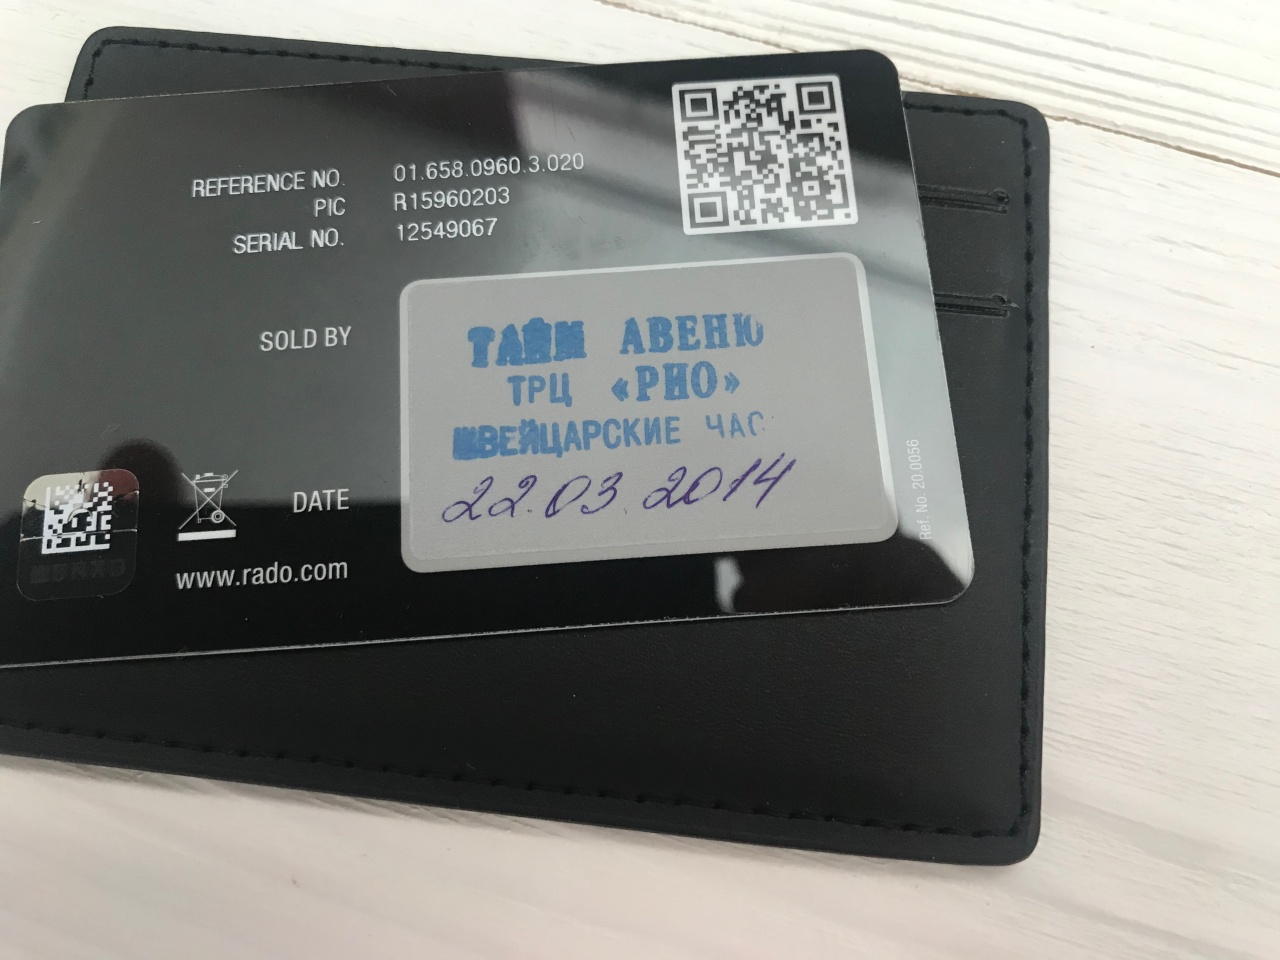 REFERENCE NO. 01.658.0960.3.020
PIC R15960203
SERIAL NO. 12549067
SOLD BY
ТАЙМ АВЕНЮ
ТРЦ «РИО»
ШВЕЙЦАРСКИЕ ЧАС
DATE
22.03.2014
www.rado.com
Ref. No. 20.0056